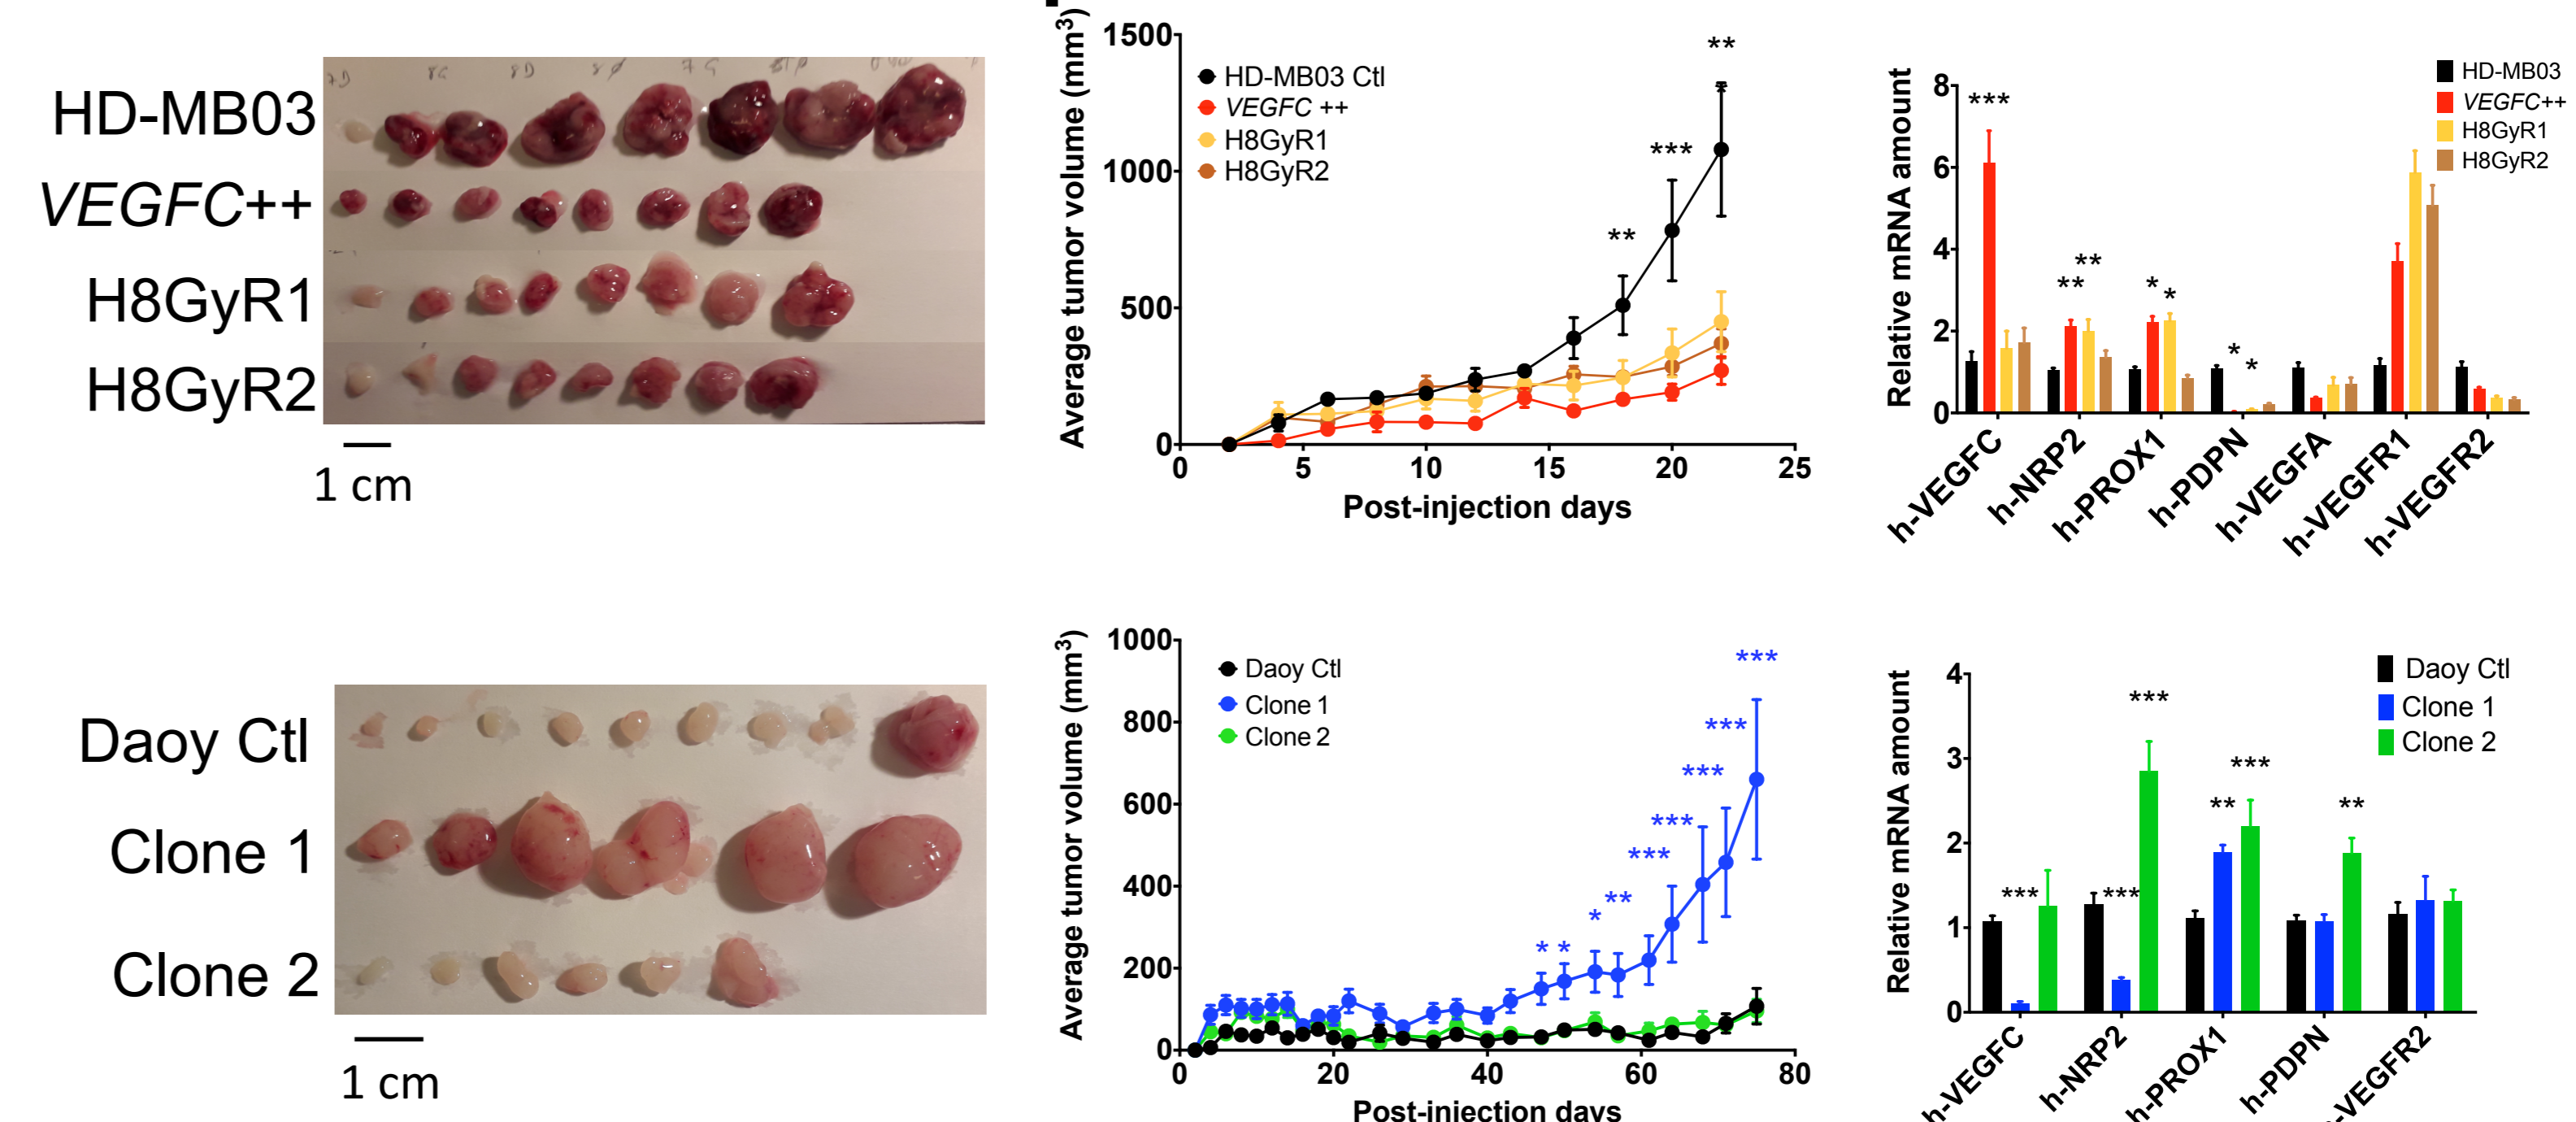 HD-MB03
VEGFC++
H8GyR1
H8GyR2
1 cm
Average tumor volume (mm3)
1500
1000
500
0
HD-MB03 Ctl
VEGFC ++
H8GyR1
H8GyR2
**
***
**
0 5 10 15 20 25
Post-injection days
Relative mRNA amount
8
6
4
2
0
HD-MB03
VEGFC++
H8GyR1
H8GyR2
***
**
**
*
*
*
*
h-VEGFC
h-NRP2
h-PROX1
h-PDPN
h-VEGFA
h-VEGFR1
h-VEGFR2
Daoy Ctl
Clone 1
Clone 2
1 cm
Average tumor volume (mm3)
1000
800
600
400
200
0
Daoy Ctl
Clone 1
Clone 2
* *
*
**
***
***
***
***
***
0 20 40 60 80
Post-injection days
Relative mRNA amount
4
3
2
1
0
Daoy Ctl
Clone 1
Clone 2
***
***
***
**
***
**
h-VEGFC
h-NRP2
h-PROX1
h-PDPN
h-VEGFR2